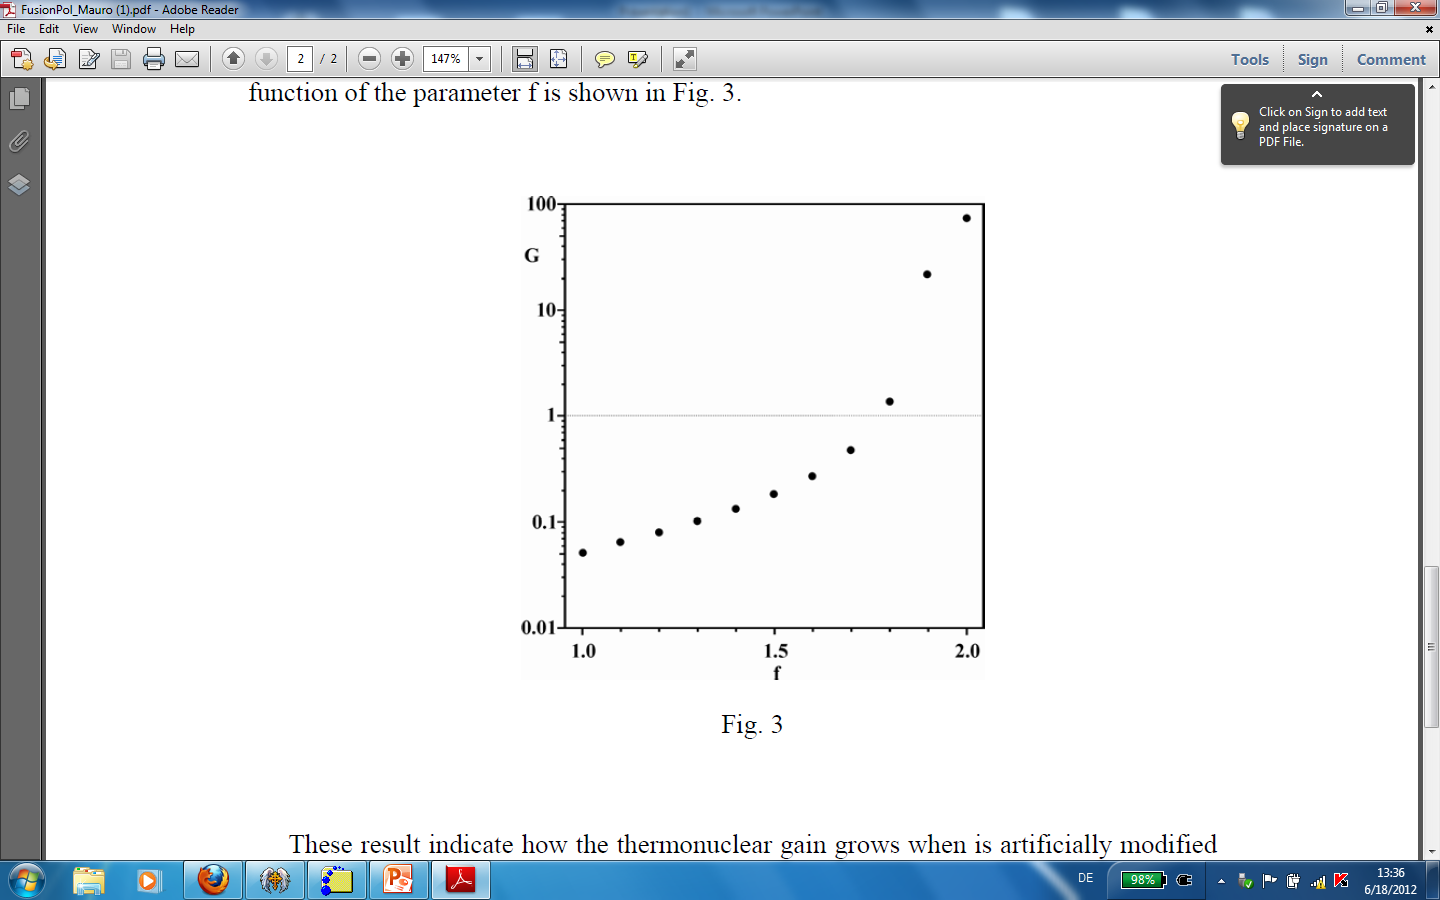 FusionPol_Mauro (1).pdf - Adobe Reader
File Edit View Window Help
2 / 2 147% Tools Sign Comment
function of the parameter f is shown in Fig. 3.
Click on Sign to add text
and place signature on a
PDF File.
100
G
10
1
0.1
0.01
1.0 1.5 2.0
f
Fig. 3
These result indicate how the thermonuclear gain grows when is artificially modified
DE 98% 13:36
6/18/2012